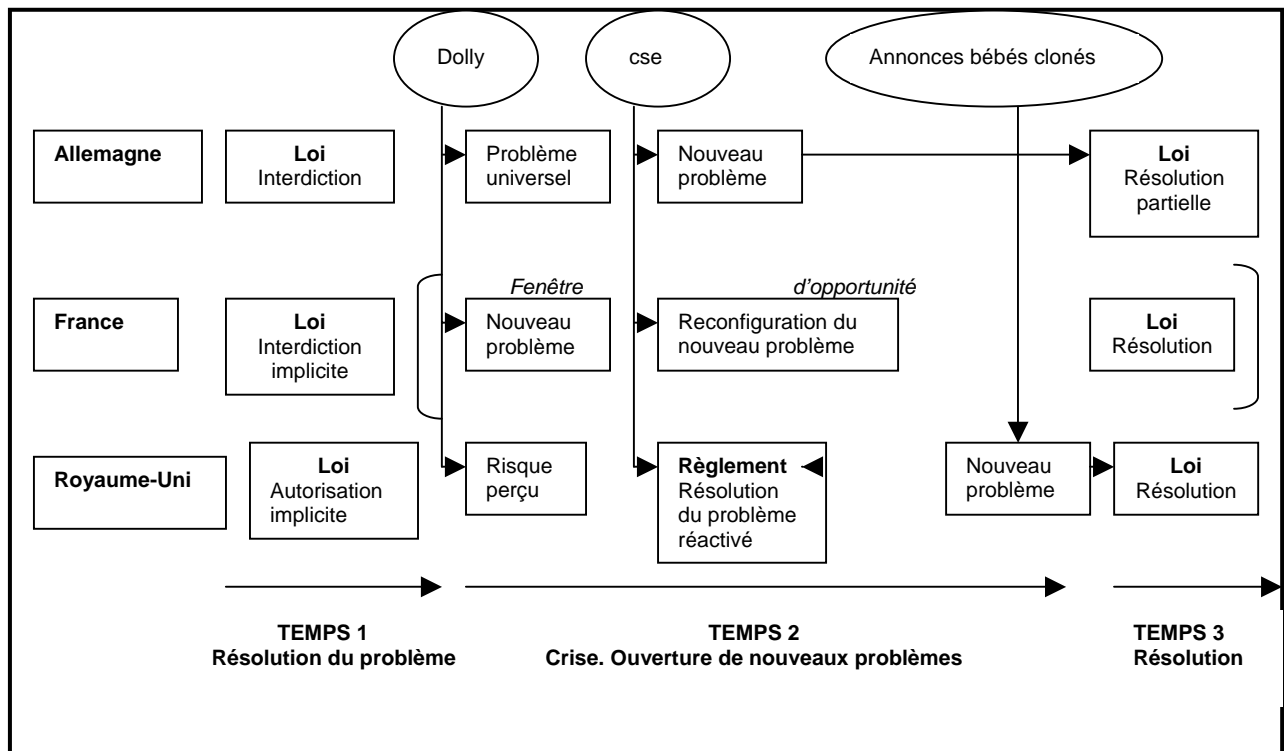 Dolly
cse
Annonces bébés clonés
Allemagne
Loi
Interdiction
Problème
universel
Nouveau
problème
Loi
Résolution
partielle
Fenêtre
d'opportunité
France
Loi
Interdiction
implicite
Nouveau
problème
Reconfiguration du
nouveau problème
Loi
Résolution
Royaume-Uni
Loi
Autorisation
implicite
Risque
perçu
Règlement
Résolution
du problème
réactivé
Nouveau
problème
Loi
Résolution
TEMPS 1
Résolution du problème
TEMPS 2
Crise. Ouverture de nouveaux problèmes
TEMPS 3
Résolution